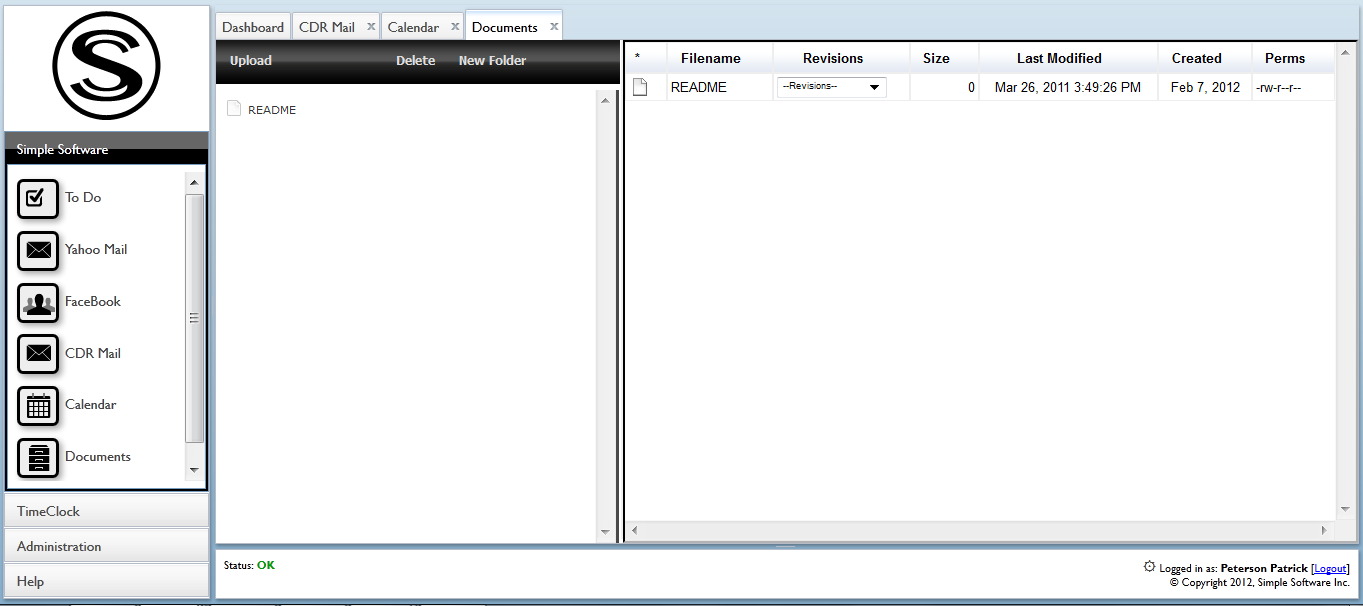 S
Dashboard CDR Mail x Calendar x Documents x
Upload Delete New Folder
README
* Filename Revisions Size Last Modified Created Perms
README --Revisions-- 0 Mar 26, 2011 3:49:26 PM Feb 7, 2012 -rw-r--r--
Simple Software
To Do
Yahoo Mail
FaceBook
CDR Mail
Calendar
Documents
TimeClock
Administration
Help
Status: OK
Logged in as: Peterson Patrick [Logout]
© Copyright 2012, Simple Software Inc.